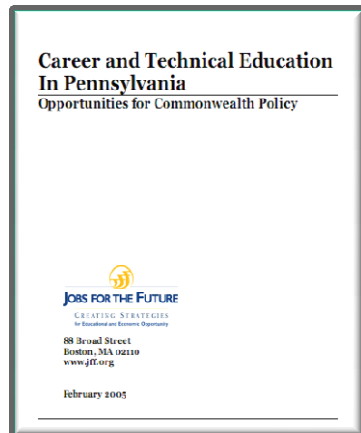 Career and Technical Education
In Pennsylvania
Opportunities for Commonwealth Policy
JOBS FOR THE FUTURE
CREATING STRATEGIES
for Educational and Economic Opportunity
88 Broad Street
Boston, MA 02110
www.jff.org
February 2005